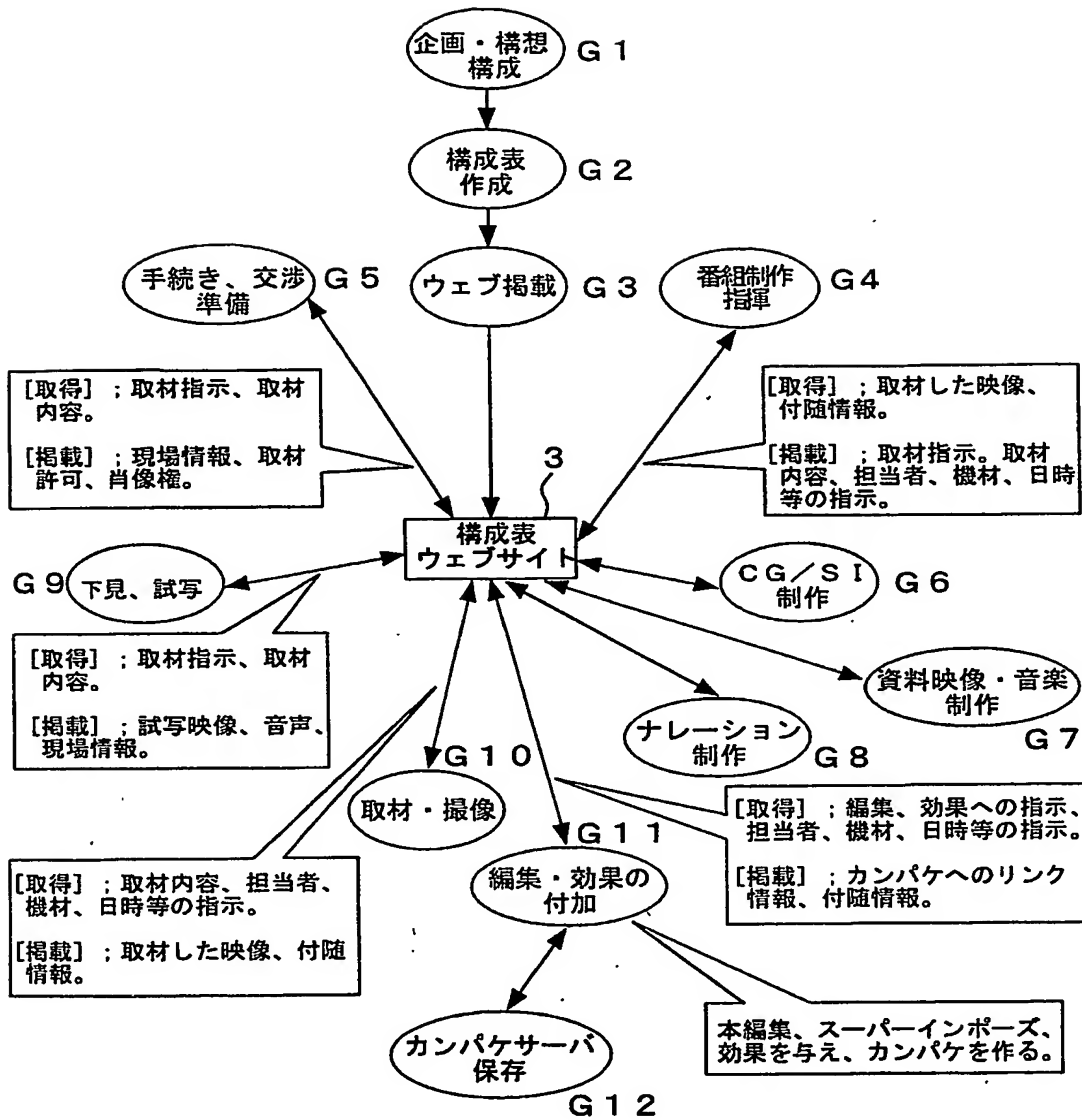 企画・構想
構成
G1
構成表
作成
G2
ウェブ掲載
G3
番組制作
指揮
G4
手続き、交渉
準備
G5
[取得];取材指示、取材
内容。
[掲載];現場情報、取材
許可、肖像権。
[取得];取材した映像、
付随情報。
[掲載];取材指示。取材
内容、担当者、機材、日時
等の指示。
3
構成表
ウェブサイト
G9
下見、試写
CG/SI
制作
G6
[取得];取材指示、取材
内容。
[掲載];試写映像、音声、
現場情報。
資料映像・音楽
制作
G7
ナレーション
制作
G8
G10
取材・撮像
[取得];編集、効果への指示、
担当者、機材、日時等の指示。
[掲載];カンパケへのリンク
情報、付随情報。
G11
編集・効果の
付加
[取得];取材内容、担当者、
機材、日時等の指示。
[掲載];取材した映像、付随
情報。
本編集、スーパーインポーズ、
効果を与え、カンパケを作る。
カンパケサーバ
保存
G12